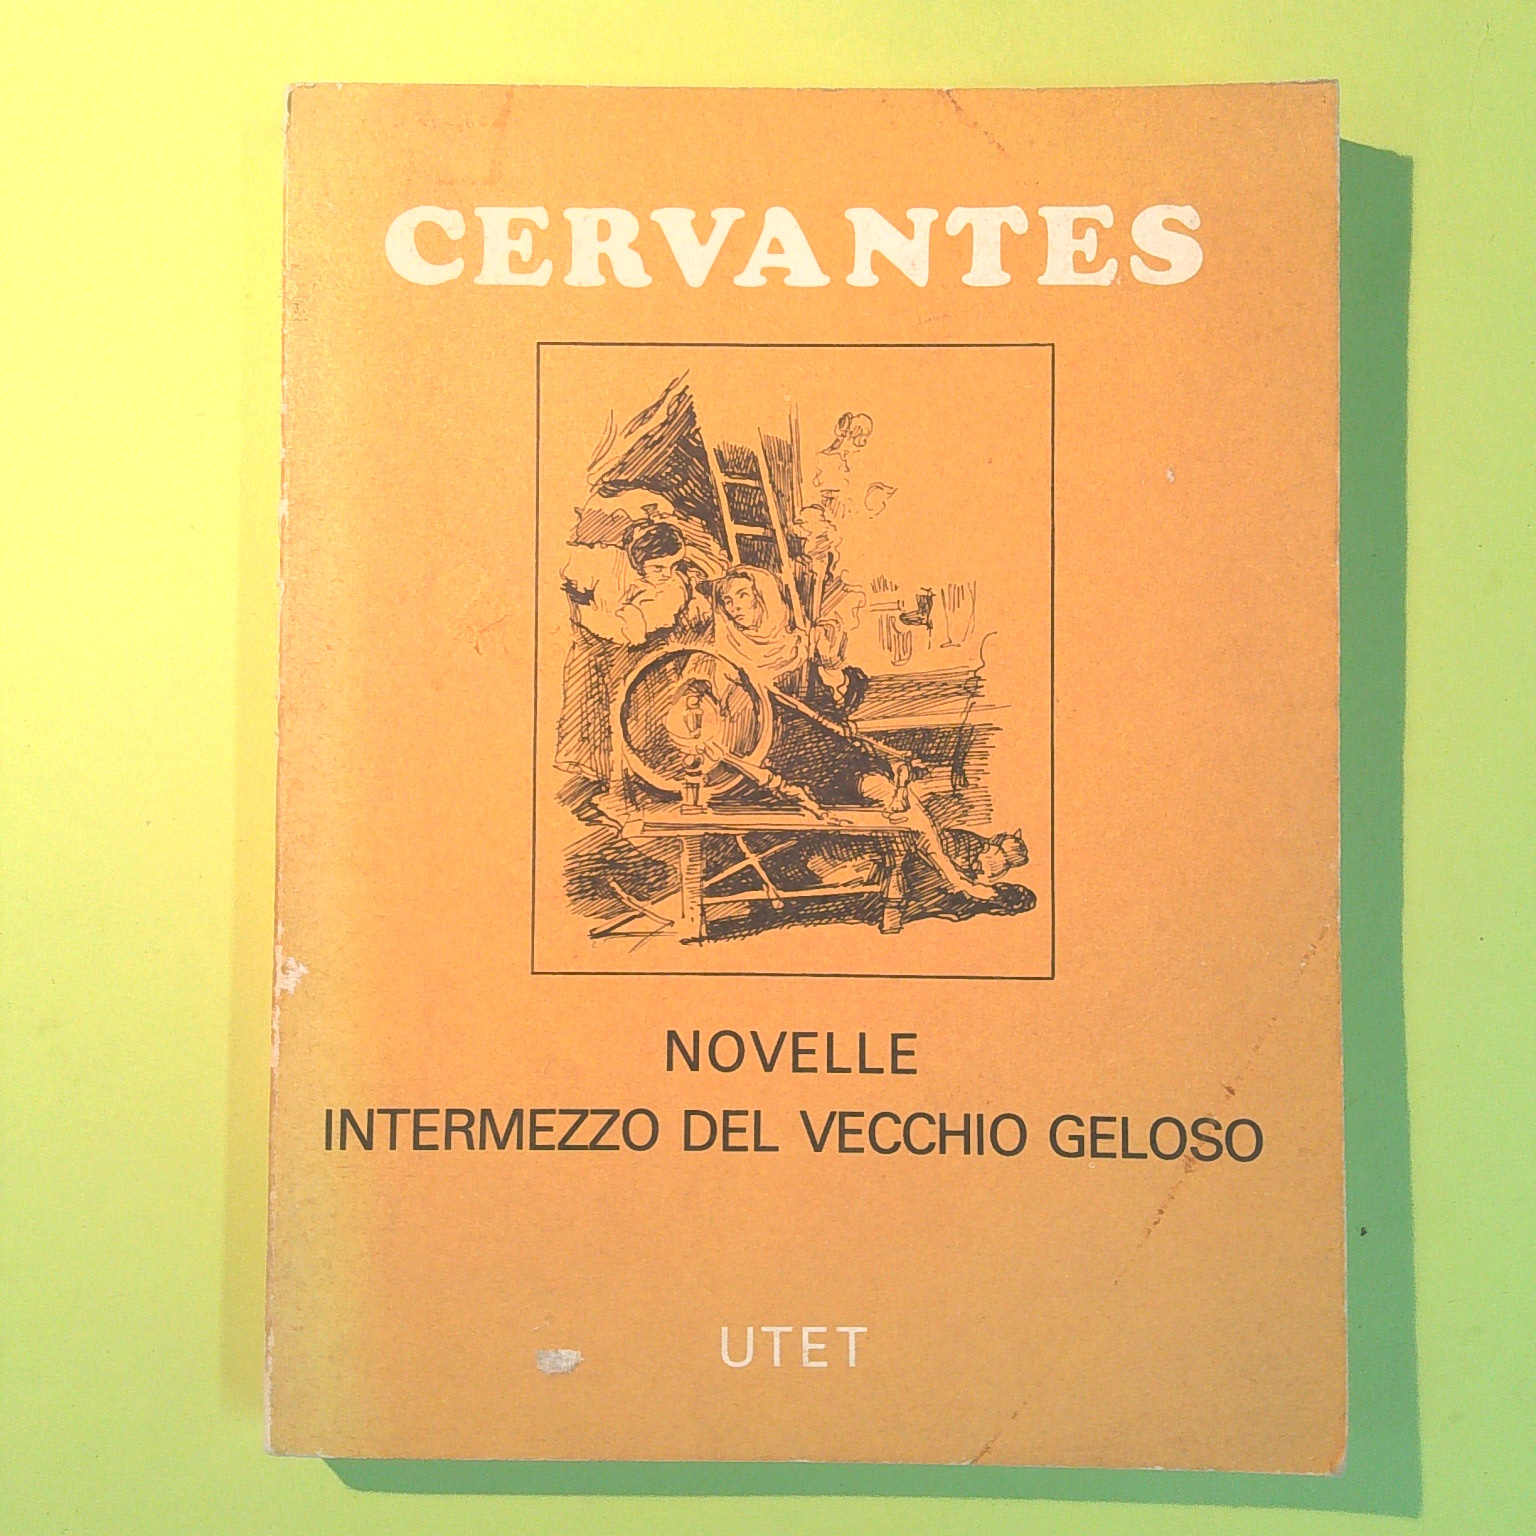 CERVANTES
NOVELLE
INTERMEZZO DEL VECCHIO GELOSO
UTET